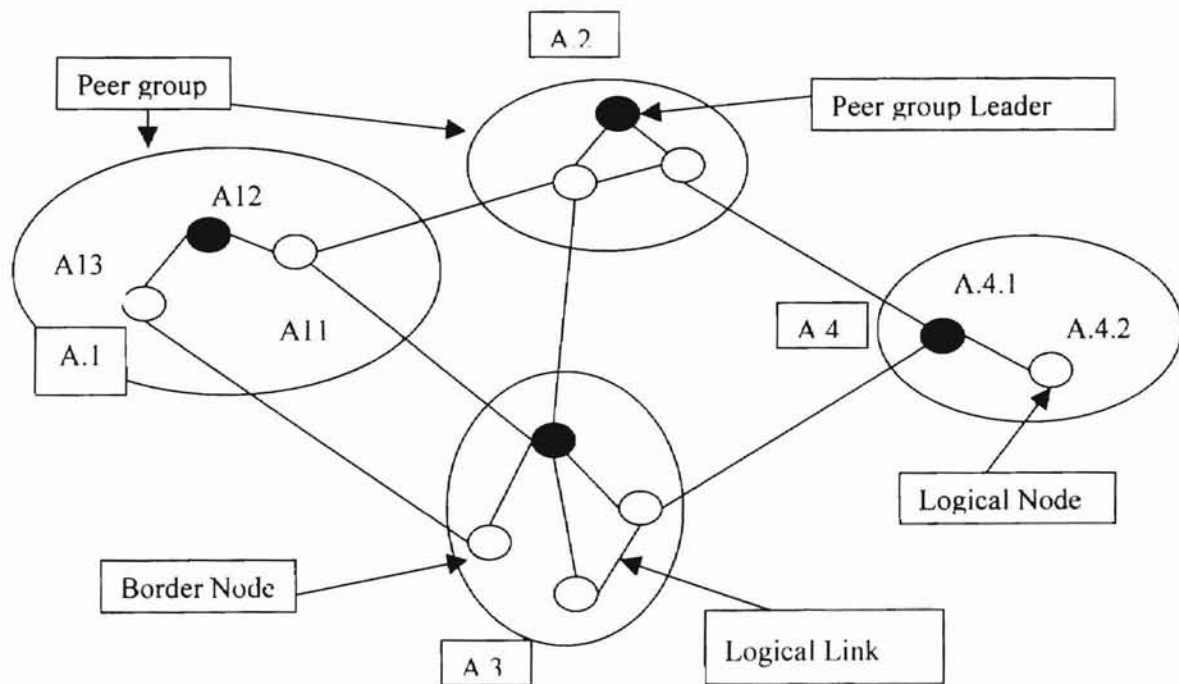 A.2
Peer group
Peer group Leader
A12
A13
A11
A.1
A.4.1
A.4.2
A 4
Logical Node
Border Node
Logical Link
A 3